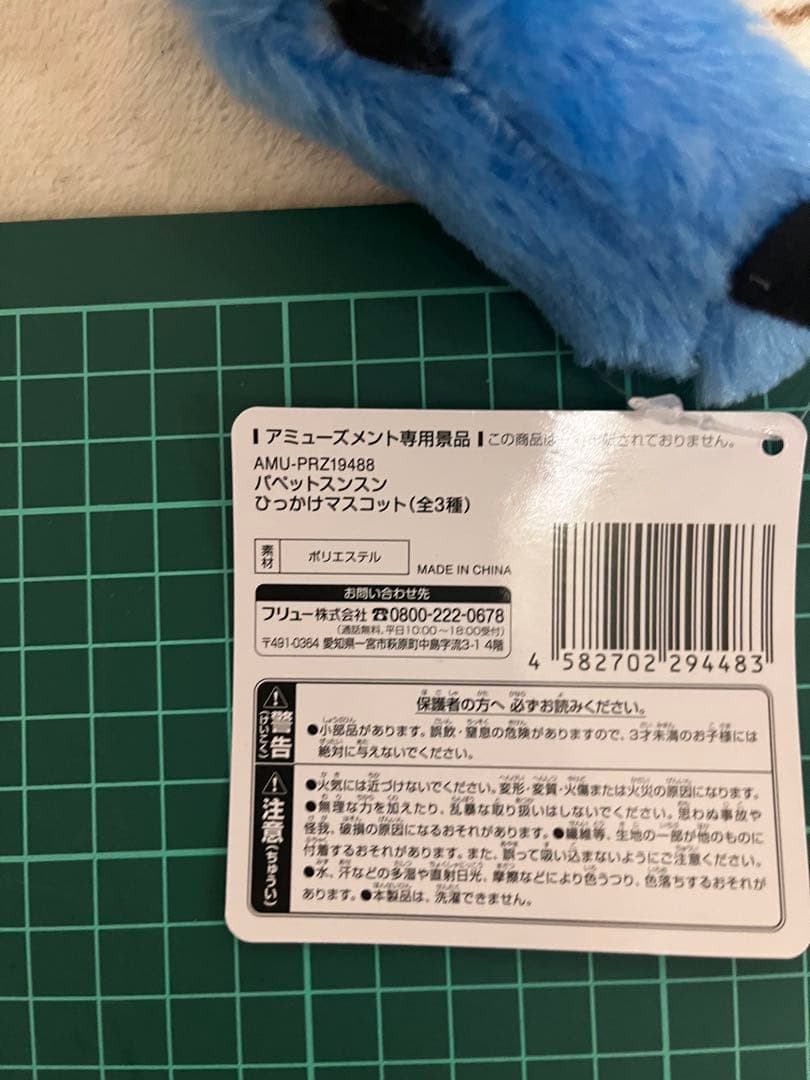 アミューズメント専用景品 この商品は されておりません。
AMU-PRZ19488
パペットスンスン
ひっかけマスコット(全3種)
素材 ポリエステル MADE IN CHINA
お問い合わせ先
フリュー株式会社 ☎0800-222-0678
(通話無料、平日10:00~18:00受付)
〒491-0364 愛知県一宮市萩原町中島字流3-1 4階
4 582702 294483
警告(けいこく)
保護者の方へ 必ずお読みください。
●小部品があります。誤飲・窒息の危険がありますので、3才未満のお子様には
絶対に与えないでください。
注意(ちゅうい)
●火気には近づけないでください。変形・変質・火傷または火災の原因になります。
●無理な力を加えたり、乱暴な取り扱いはしないでください。思わぬ事故や
怪我、破損の原因になるおそれがあります。●繊維等、生地の一部が他のものに
付着するおそれがあります。また、誤って吸い込まないようにご注意ください。
●水、汗などの多湿や直射日光、摩擦などにより色うつり、色落ちするおそれが
あります。●本製品は、洗濯できません。